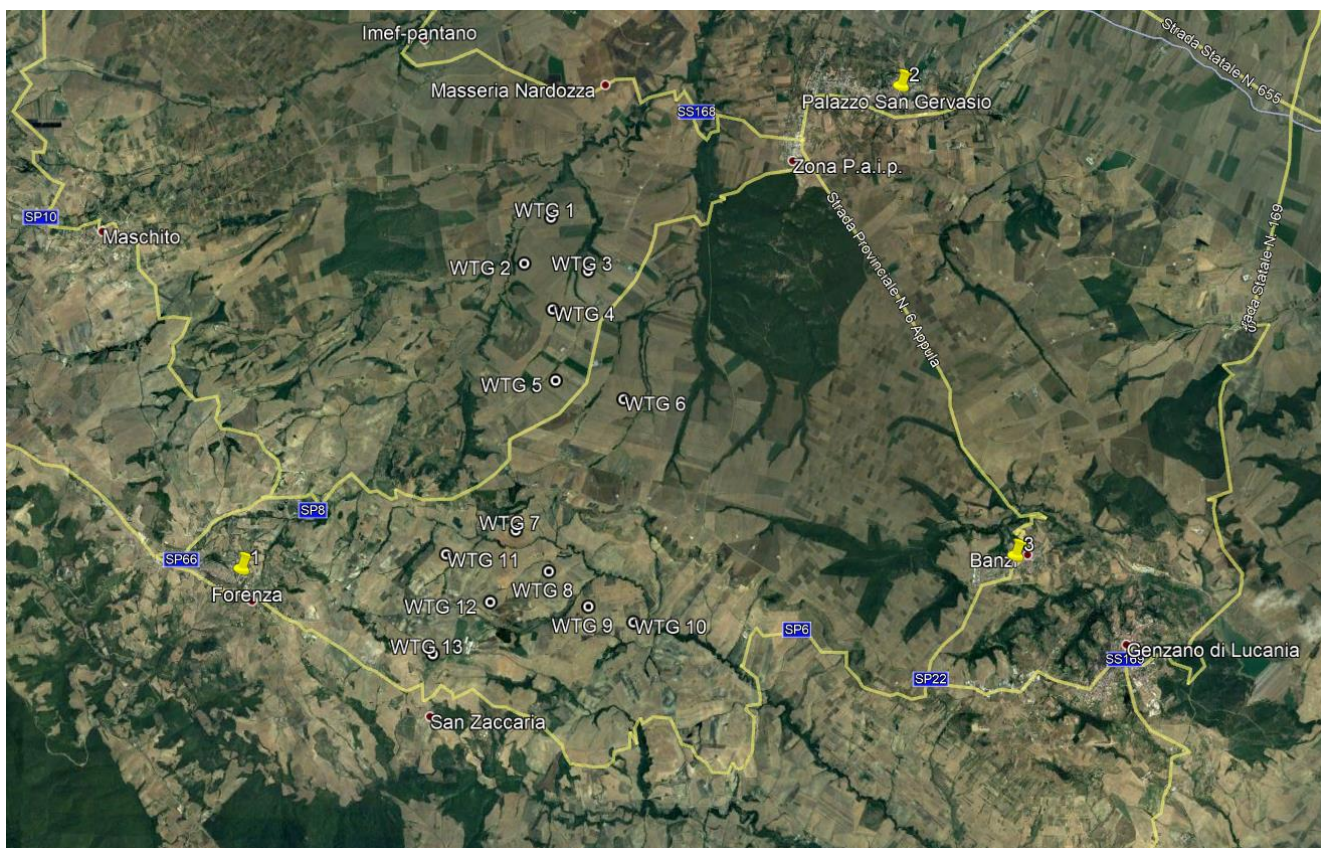 Imef-pantano
Masseria Nardozza
SS168
2
Palazzo San Gervasio
Strada Statale N. 655
Zona P.a.i.p.
SP10
Maschito
WTG 1
WTG 2
WTG 3
WTG 4
WTG 5
WTG 6
Strada Provinciale N. 6 Appula
Strada Statale N. 169
SP8
SP66
1
Forenza
WTG 7
WTG 11
WTG 8
WTG 12
WTG 9
WTG 10
WTG 13
3
Banzi
SP6
SP22
SS169
Genzano di Lucania
San Zaccaria